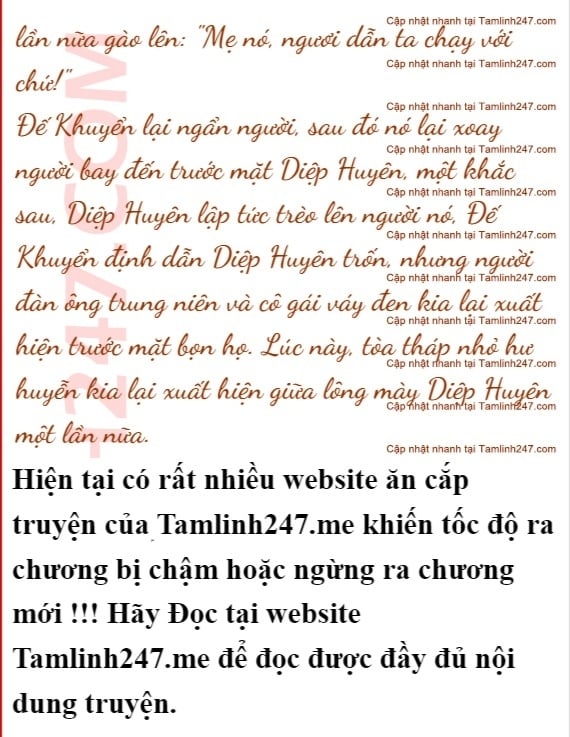 Cập nhật nhanh tại Tamlinh247.com
lần nữa gào lên: "Mẹ nó, ngươi dẫn ta chạy với
Cập nhật nhanh tại Tamlinh247.com
chứ!"
Cập nhật nhanh tại Tamlinh247.com
Đế Khuyển lại ngẩn người, sau đó nó lại xoay
Cập nhật nhanh tại Tamlinh247.com
người bay đến trước mặt Diệp Huyên, một khắc
Cập nhật nhanh tại Tamlinh247.com
sau, Diệp Huyên lập tức trèo lên người nó, Đế
Cập nhật nhanh tại Tamlinh247.com
Khuyển định dẫn Diệp Huyên trốn, nhưng người
Cập nhật nhanh tại Tamlinh247.com
đàn ông trung niên và cô gái váy đen kia lại xuất
Cập nhật nhanh tại Tamlinh247.com
hiện trước mặt bọn họ. Lúc này, tòa tháp nhỏ hư
Cập nhật nhanh tại Tamlinh247.com
huyễn kia lại xuất hiện giữa lông mày Diệp Huyên
Cập nhật nhanh tại Tamlinh247.com
một lần nữa.
Cập nhật nhanh tại Tamlinh247.com
247.COM
Hiện tại có rất nhiều website ăn cắp
truyện của Tamlinh247.me khiến tốc độ ra
chương bị chậm hoặc ngừng ra chương
mới !!! Hãy Đọc tại website
Tamlinh247.me để đọc được đầy đủ nội
dung truyện.